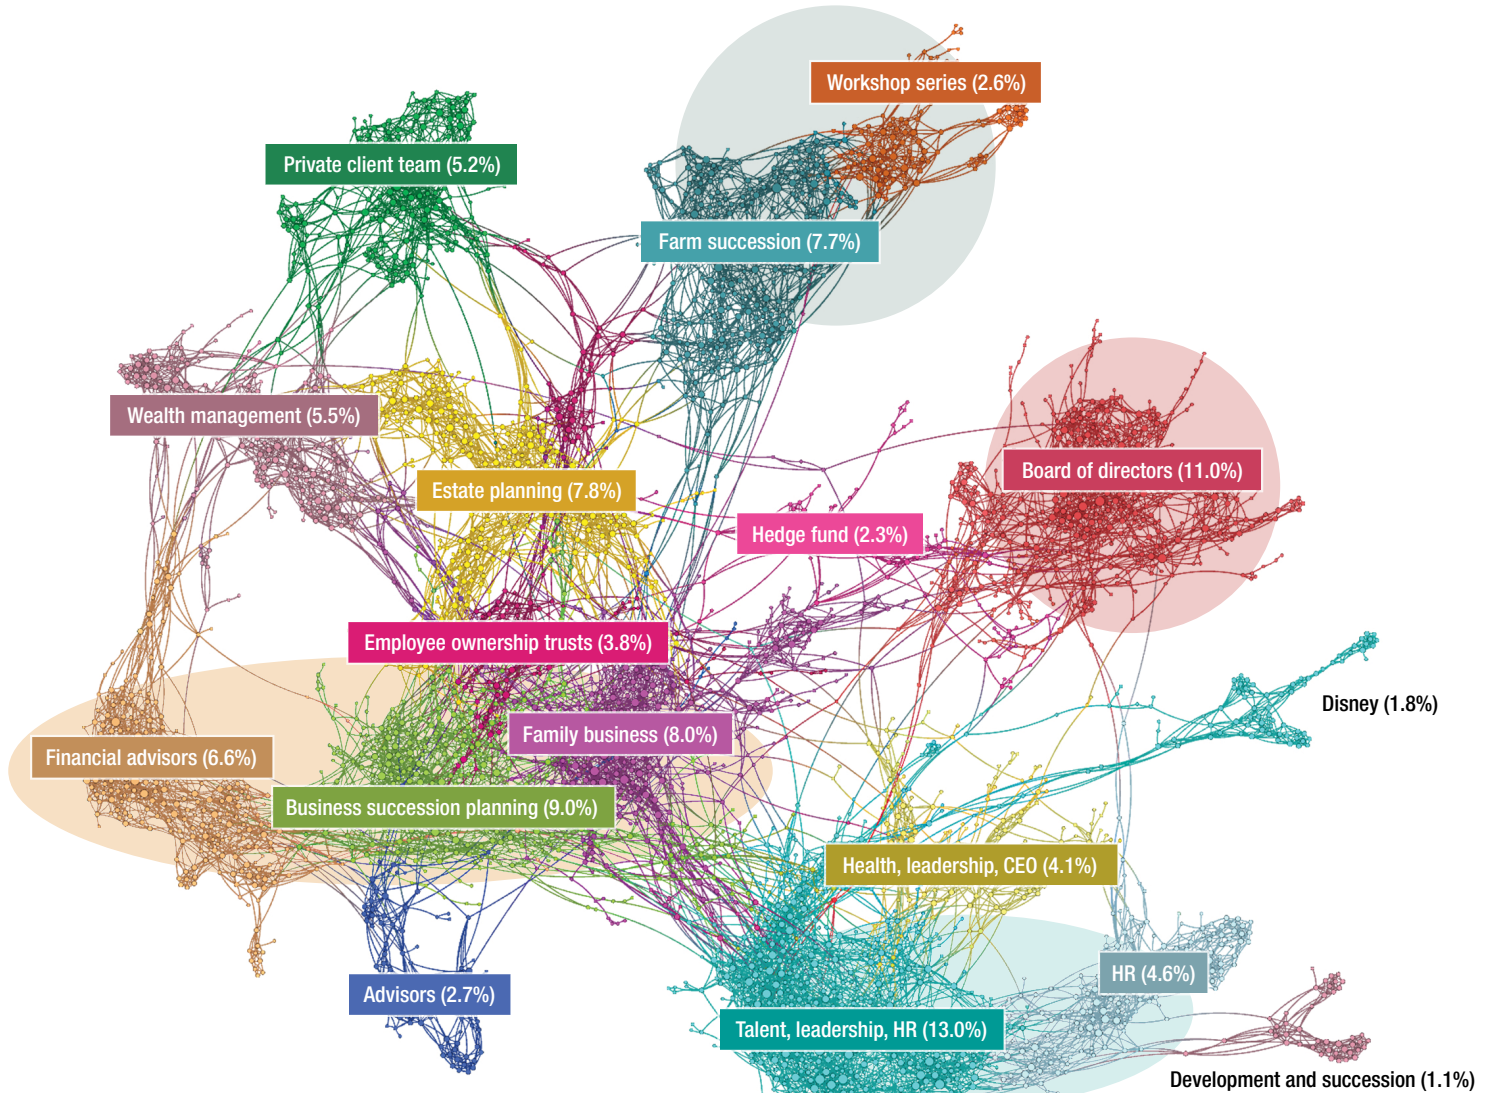 Workshop series (2.6%)
Private client team (5.2%)
Farm succession (7.7%)
Wealth management (5.5%)
Board of directors (11.0%)
Estate planning (7.8%)
Hedge fund (2.3%)
Employee ownership trusts (3.8%)
Disney (1.8%)
Family business (8.0%)
Financial advisors (6.6%)
Business succession planning (9.0%)
Health, leadership, CEO (4.1%)
HR (4.6%)
Advisors (2.7%)
Talent, leadership, HR (13.0%)
Development and succession (1.1%)